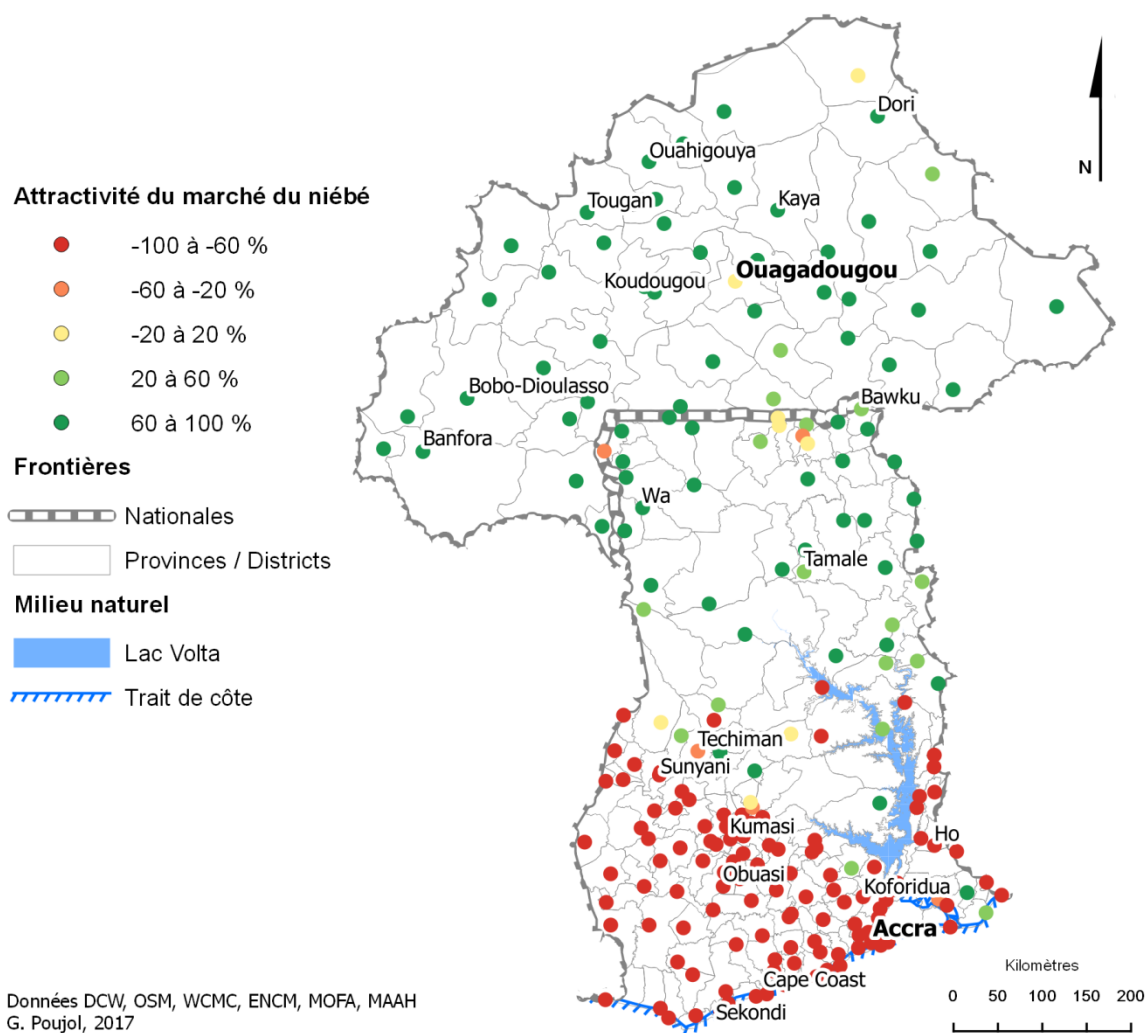 Attractivité du marché du niébé
-100 à -60 %
-60 à -20 %
-20 à 20 %
20 à 60 %
60 à 100 %
Frontières
Nationales
Provinces / Districts
Milieu naturel
Lac Volta
Trait de côte
N
Dori
Ouahigouya
Tougan
Kaya
Ouagadougou
Koudougou
Bobo-Dioulasso
Bawku
Banfora
Wa
Tamale
Techiman
Sunyani
Kumasi
Ho
Obuasi
Koforidua
Accra
Cape Coast
Sekondi
Kilomètres
0 50 100 150 200
Données DCW, OSM, WCMC, ENCM, MOFA, MAAH
G. Poujol, 2017